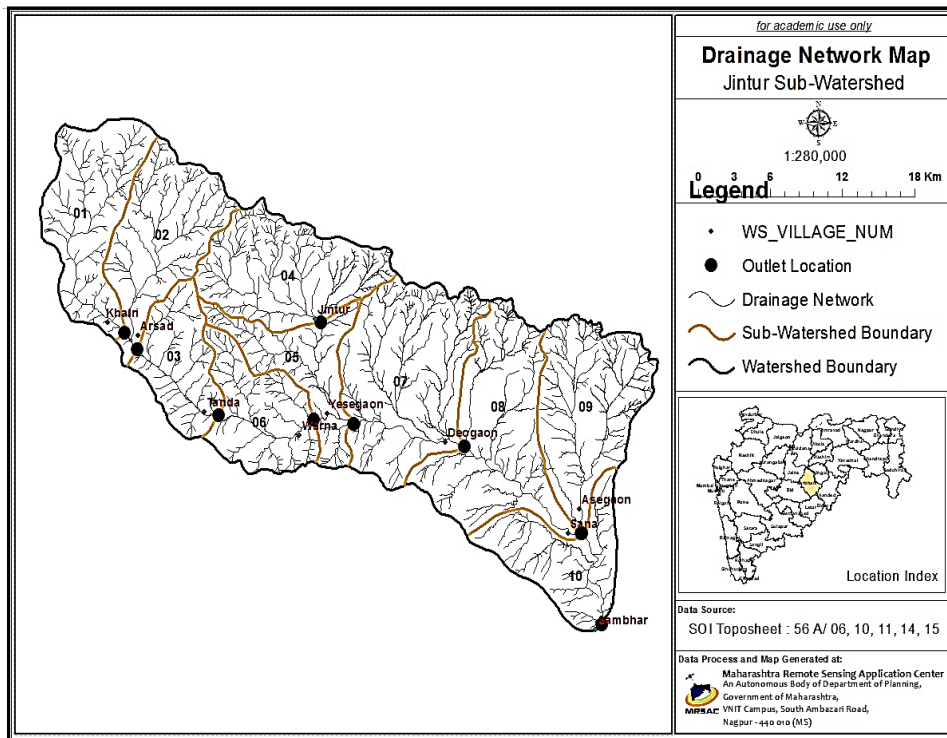 for academic use only
Drainage Network Map
Jintur Sub-Watershed
N
W E
S
1:280,000
0 3 6 12 18 Km
Legend
WS_VILLAGE_NUM
Outlet Location
Drainage Network
Sub-Watershed Boundary
Watershed Boundary
01
02
04
Khain
Arsad
Jintur
03
05
07
Tanda
06
Yesegaon
Warna
08
09
Deogaon
Asegaon
Sana
10
Location Index
Data Source:
SOI Toposheet : 56 A/ 06, 10, 11, 14, 15
Data Process and Map Generated at:
Maharashtra Remote Sensing Application Center
An Autonomous Body of Department of Planning,
Government of Maharashtra,
VNIT Campus, South Ambazari Road,
Nagpur - 440 010 (MS)
MRSAC